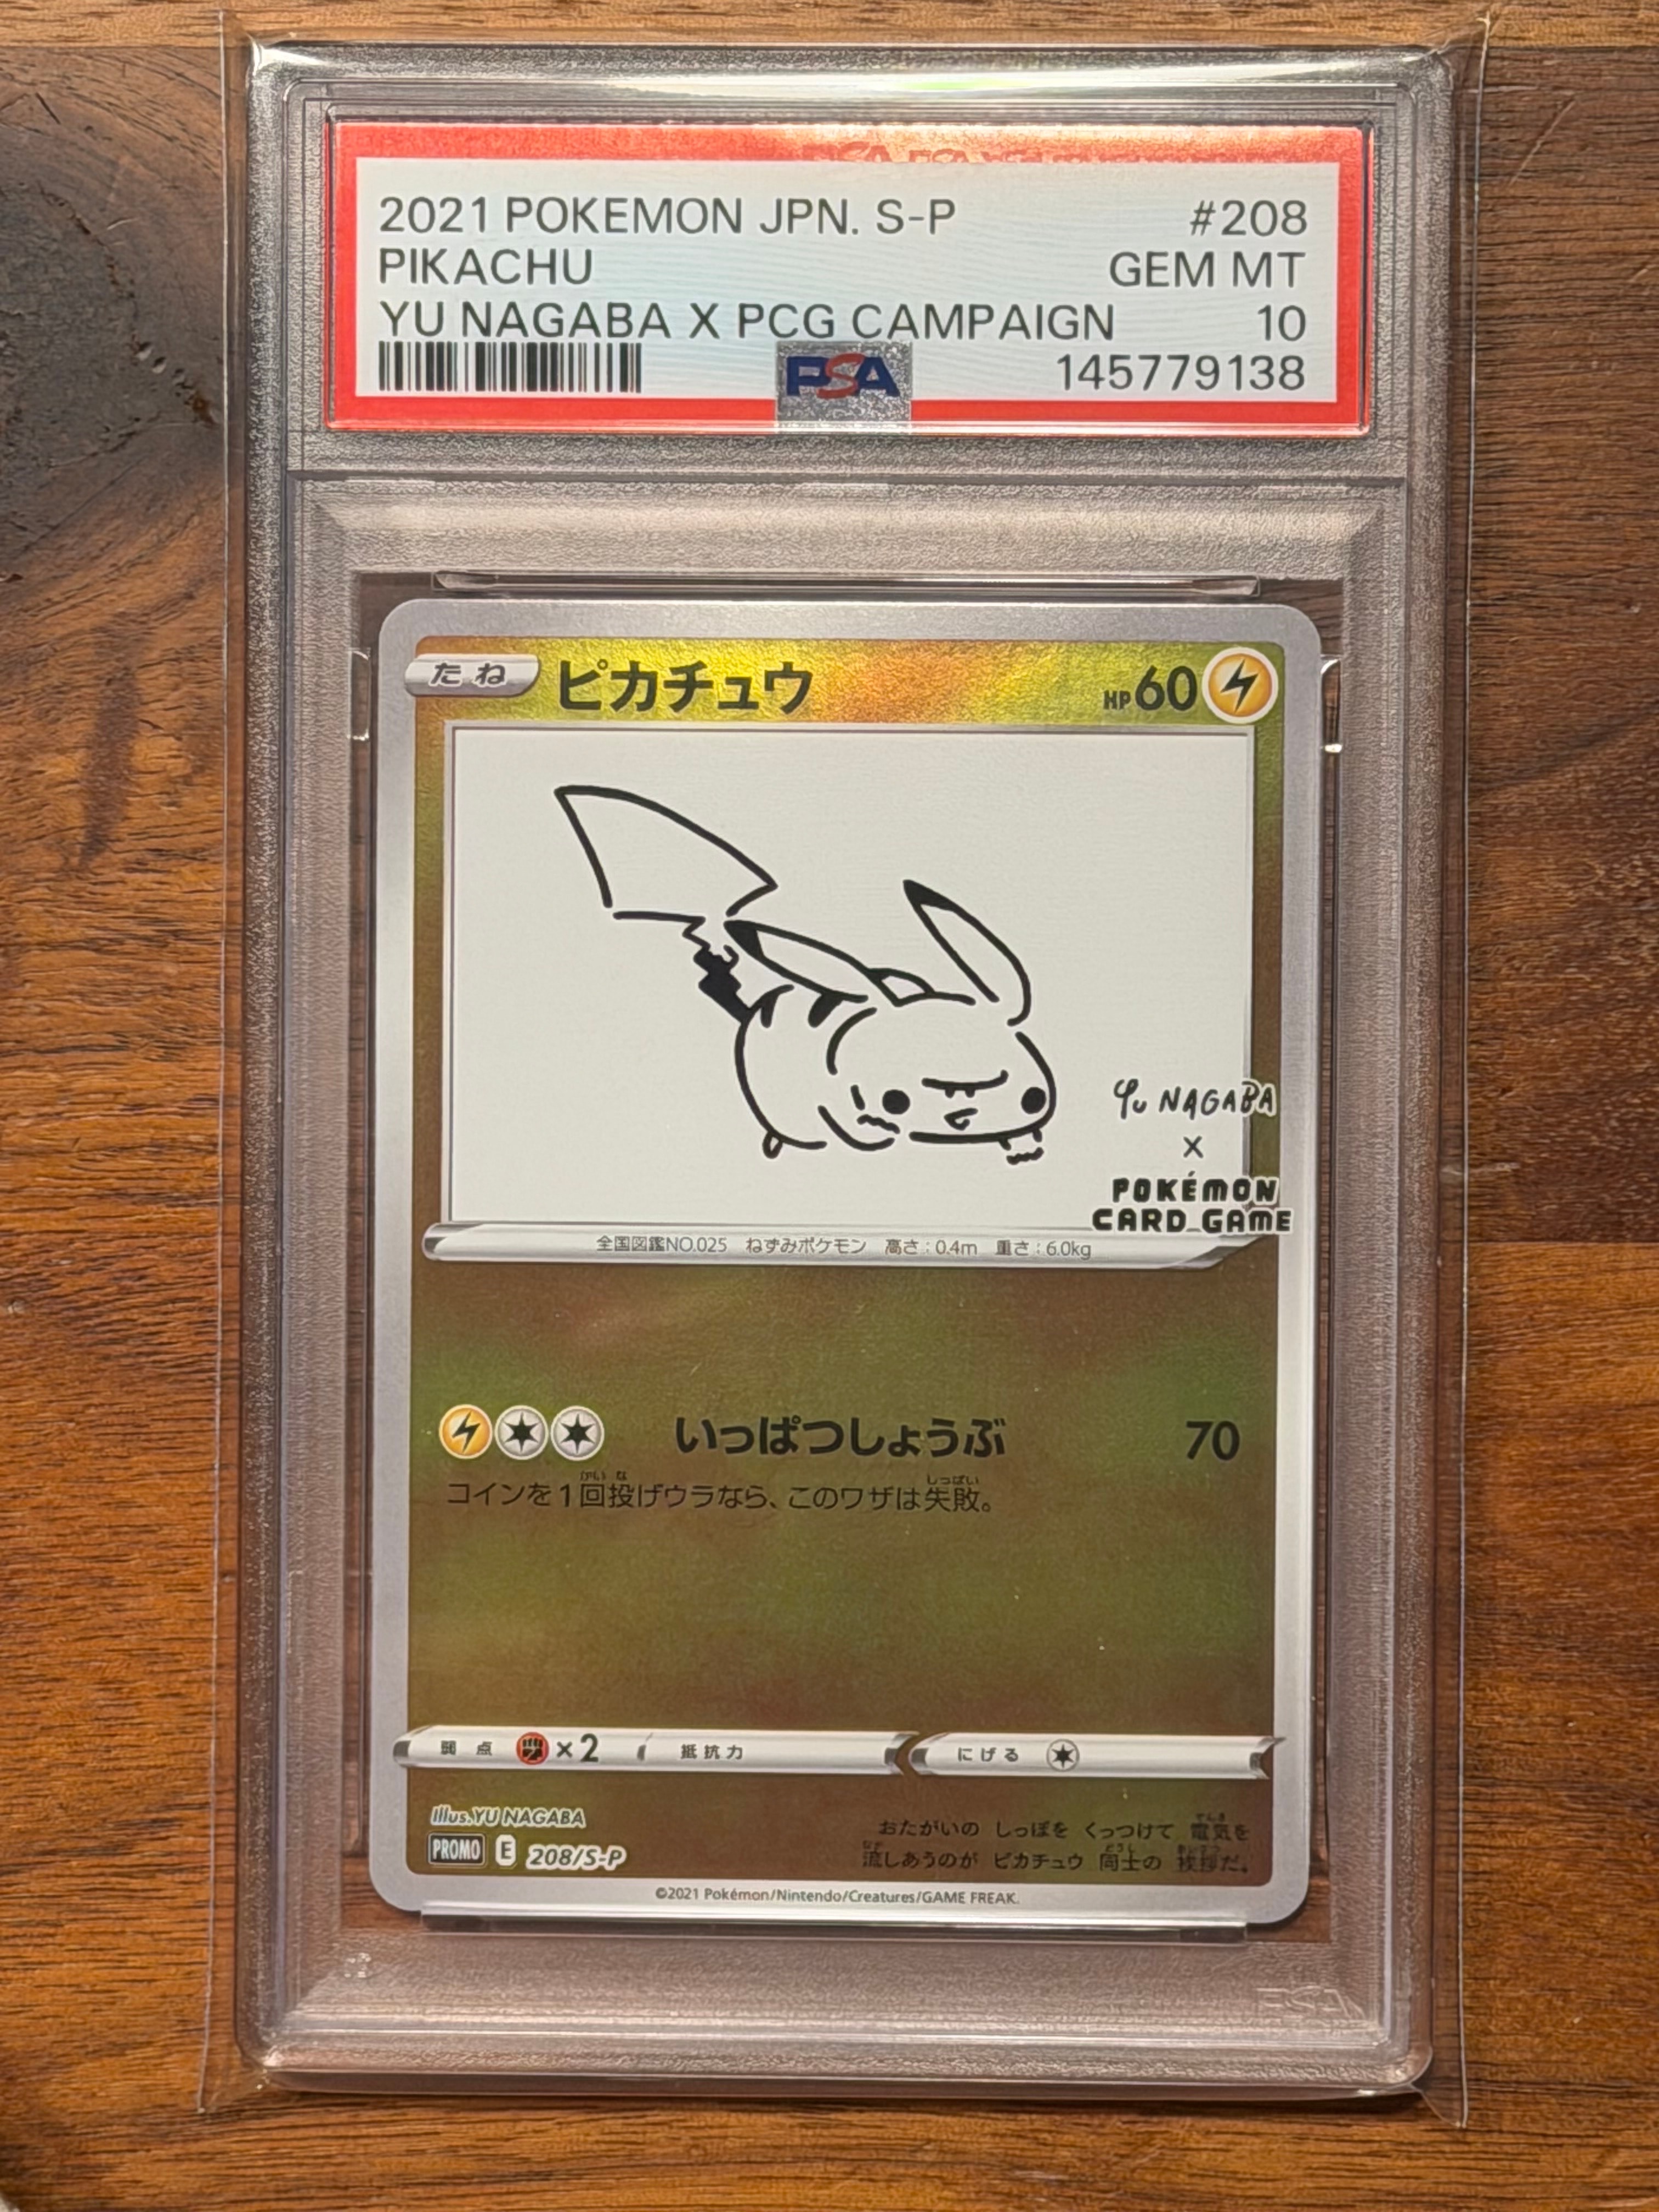 2021 POKEMON JPN. S-P #208
PIKACHU GEM MT
YU NAGABA X PCG CAMPAIGN 10
PSA 145779138
たね ピカチュウ HP60
YU NAGABA
X
POKÉMON
CARD GAME
全国図鑑NO.025 ねずみポケモン 高さ:0.4m 重さ:6.0kg
いっぱつしょうぶ 70
コインを1回投げウラなら、このワザは失敗。
弱点 ×2 抵抗力 にげる
Illus.YU NAGABA
PROMO E 208/S-P
おたがいの しっぽを くっつけて 電気を
流しあうのが ピカチュウ 同士の 挨拶だ。
©2021 Pokémon/Nintendo/Creatures/GAME FREAK.
PSA